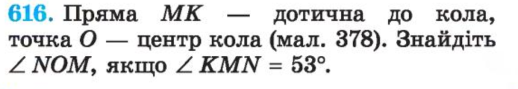 616. Пряма MK — дотична до кола,
точка O — центр кола (мал. 378). Знайдіть
∠ NOM, якщо ∠ KMN = 53°.